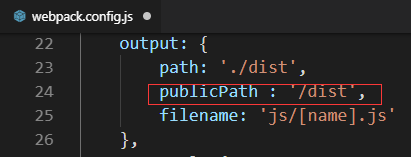 webpack.config.js
22 output: {
23 path: './dist',
24 publicPath : '/dist',
25 filename: 'js/[name].js'
26 },